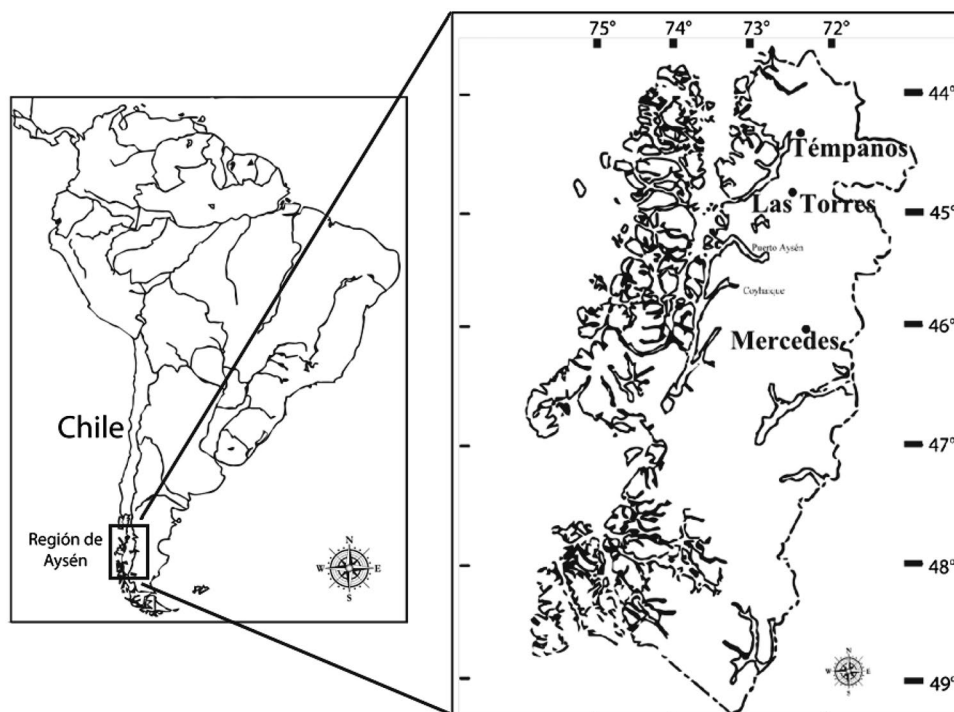 Chile
Región de
Aysén
N
W
E
S
75°
74°
73°
72°
44°
Témpanos
Las Torres
45°
Puerto Aysén
Coyhaique
46°
Mercedes
47°
48°
49°
N
W
E
S